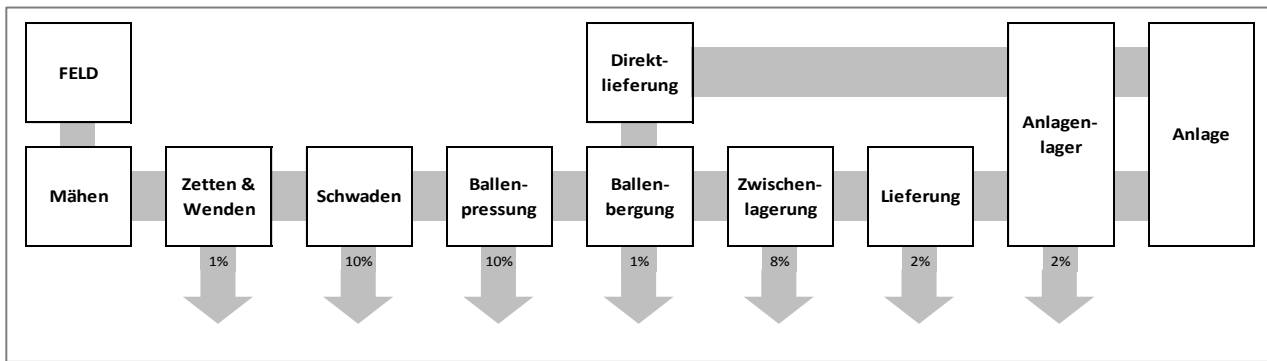 FELD
Direkt-
lieferung
Anlagen-
lager
Anlage
Mähen
Zetten &
Wenden
Schwaden
Ballen-
pressung
Ballen-
bergung
Zwischen-
lagerung
Lieferung
1%
10%
10%
1%
8%
2%
2%